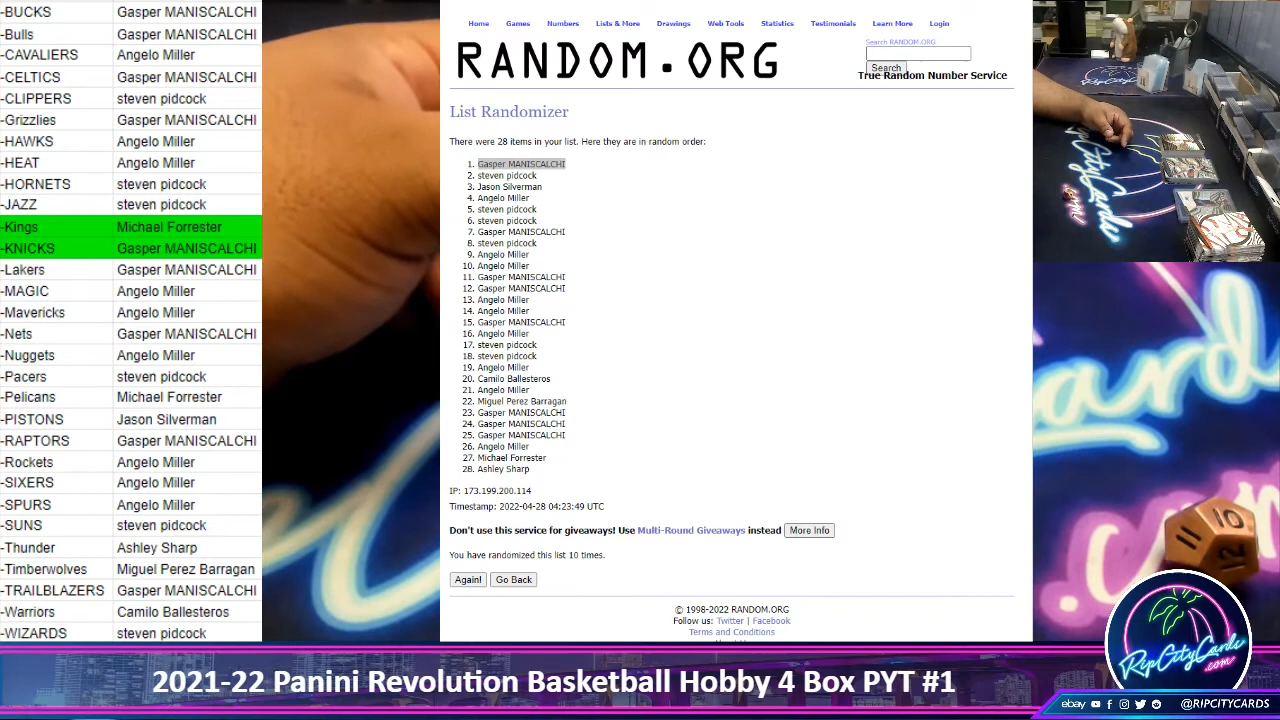 -BUCKS Gasper MANISCALCHI
-Bulls Gasper MANISCALCHI
-CAVALIERS Angelo Miller
-CELTICS Gasper MANISCALCHI
-CLIPPERS steven pidcock
-Grizzlies Gasper MANISCALCHI
-HAWKS Angelo Miller
-HEAT Angelo Miller
-HORNETS steven pidcock
-JAZZ steven pidcock
-Kings Michael Forrester
-KNICKS Gasper MANISCALCHI
-Lakers Gasper MANISCALCHI
-MAGIC Angelo Miller
-Mavericks Angelo Miller
-Nets Gasper MANISCALCHI
-Nuggets Angelo Miller
-Pacers steven pidcock
-Pelicans Michael Forrester
-PISTONS Jason Silverman
-RAPTORS Gasper MANISCALCHI
-Rockets Angelo Miller
-SIXERS Angelo Miller
-SPURS Angelo Miller
-SUNS steven pidcock
-Thunder Ashley Sharp
-Timberwolves Miguel Perez Barragan
-TRAILBLAZERS Gasper MANISCALCHI
-Warriors Camilo Ballesteros
-WIZARDS steven pidcock
Home Games Numbers Lists & More Drawings Web Tools Statistics Testimonials Learn More Login
Search RANDOM.ORG
RANDOM.ORG
Search
True Random Number Service
List Randomizer
There were 28 items in your list. Here they are in random order:
1. Gasper MANISCALCHI
2. steven pidcock
3. Jason Silverman
4. Angelo Miller
5. steven pidcock
6. steven pidcock
7. Gasper MANISCALCHI
8. steven pidcock
9. Angelo Miller
10. Angelo Miller
11. Gasper MANISCALCHI
12. Gasper MANISCALCHI
13. Angelo Miller
14. Angelo Miller
15. Gasper MANISCALCHI
16. Angelo Miller
17. steven pidcock
18. steven pidcock
19. Angelo Miller
20. Camilo Ballesteros
21. Angelo Miller
22. Miguel Perez Barragan
23. Gasper MANISCALCHI
24. Gasper MANISCALCHI
25. Gasper MANISCALCHI
26. Angelo Miller
27. Michael Forrester
28. Ashley Sharp
IP: 173.199.200.114
Timestamp: 2022-04-28 04:23:49 UTC
Don't use this service for giveaways! Use Multi-Round Giveaways instead More Info
You have randomized this list 10 times.
Again! Go Back
© 1998-2022 RANDOM.ORG
Follow us: Twitter | Facebook
Terms and Conditions
RipCityCards
10
11
12
RipCityCards
.com
2021-22 Panini Revolution Basketball Hobby 4 Box PYT #1
ebay @RIPCITYCARDS